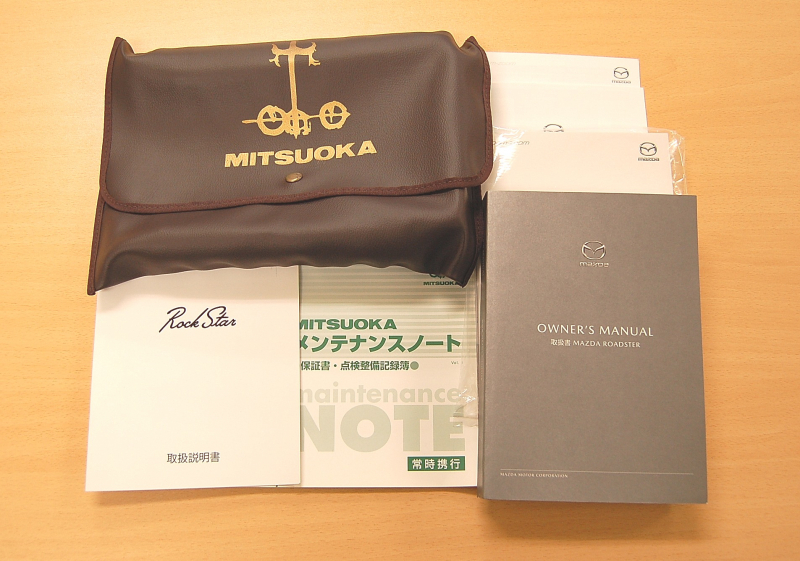 MITSUOKA
mazda
mazda
Rock Star
取扱説明書
MITSUOKA
MITSUOKA
メンテナンスノート
保証書・点検整備記録簿
maintenance
NOTE
常時携行
mazda
OWNER'S MANUAL
取扱書 MAZDA ROADSTER
MAZDA MOTOR CORPORATION